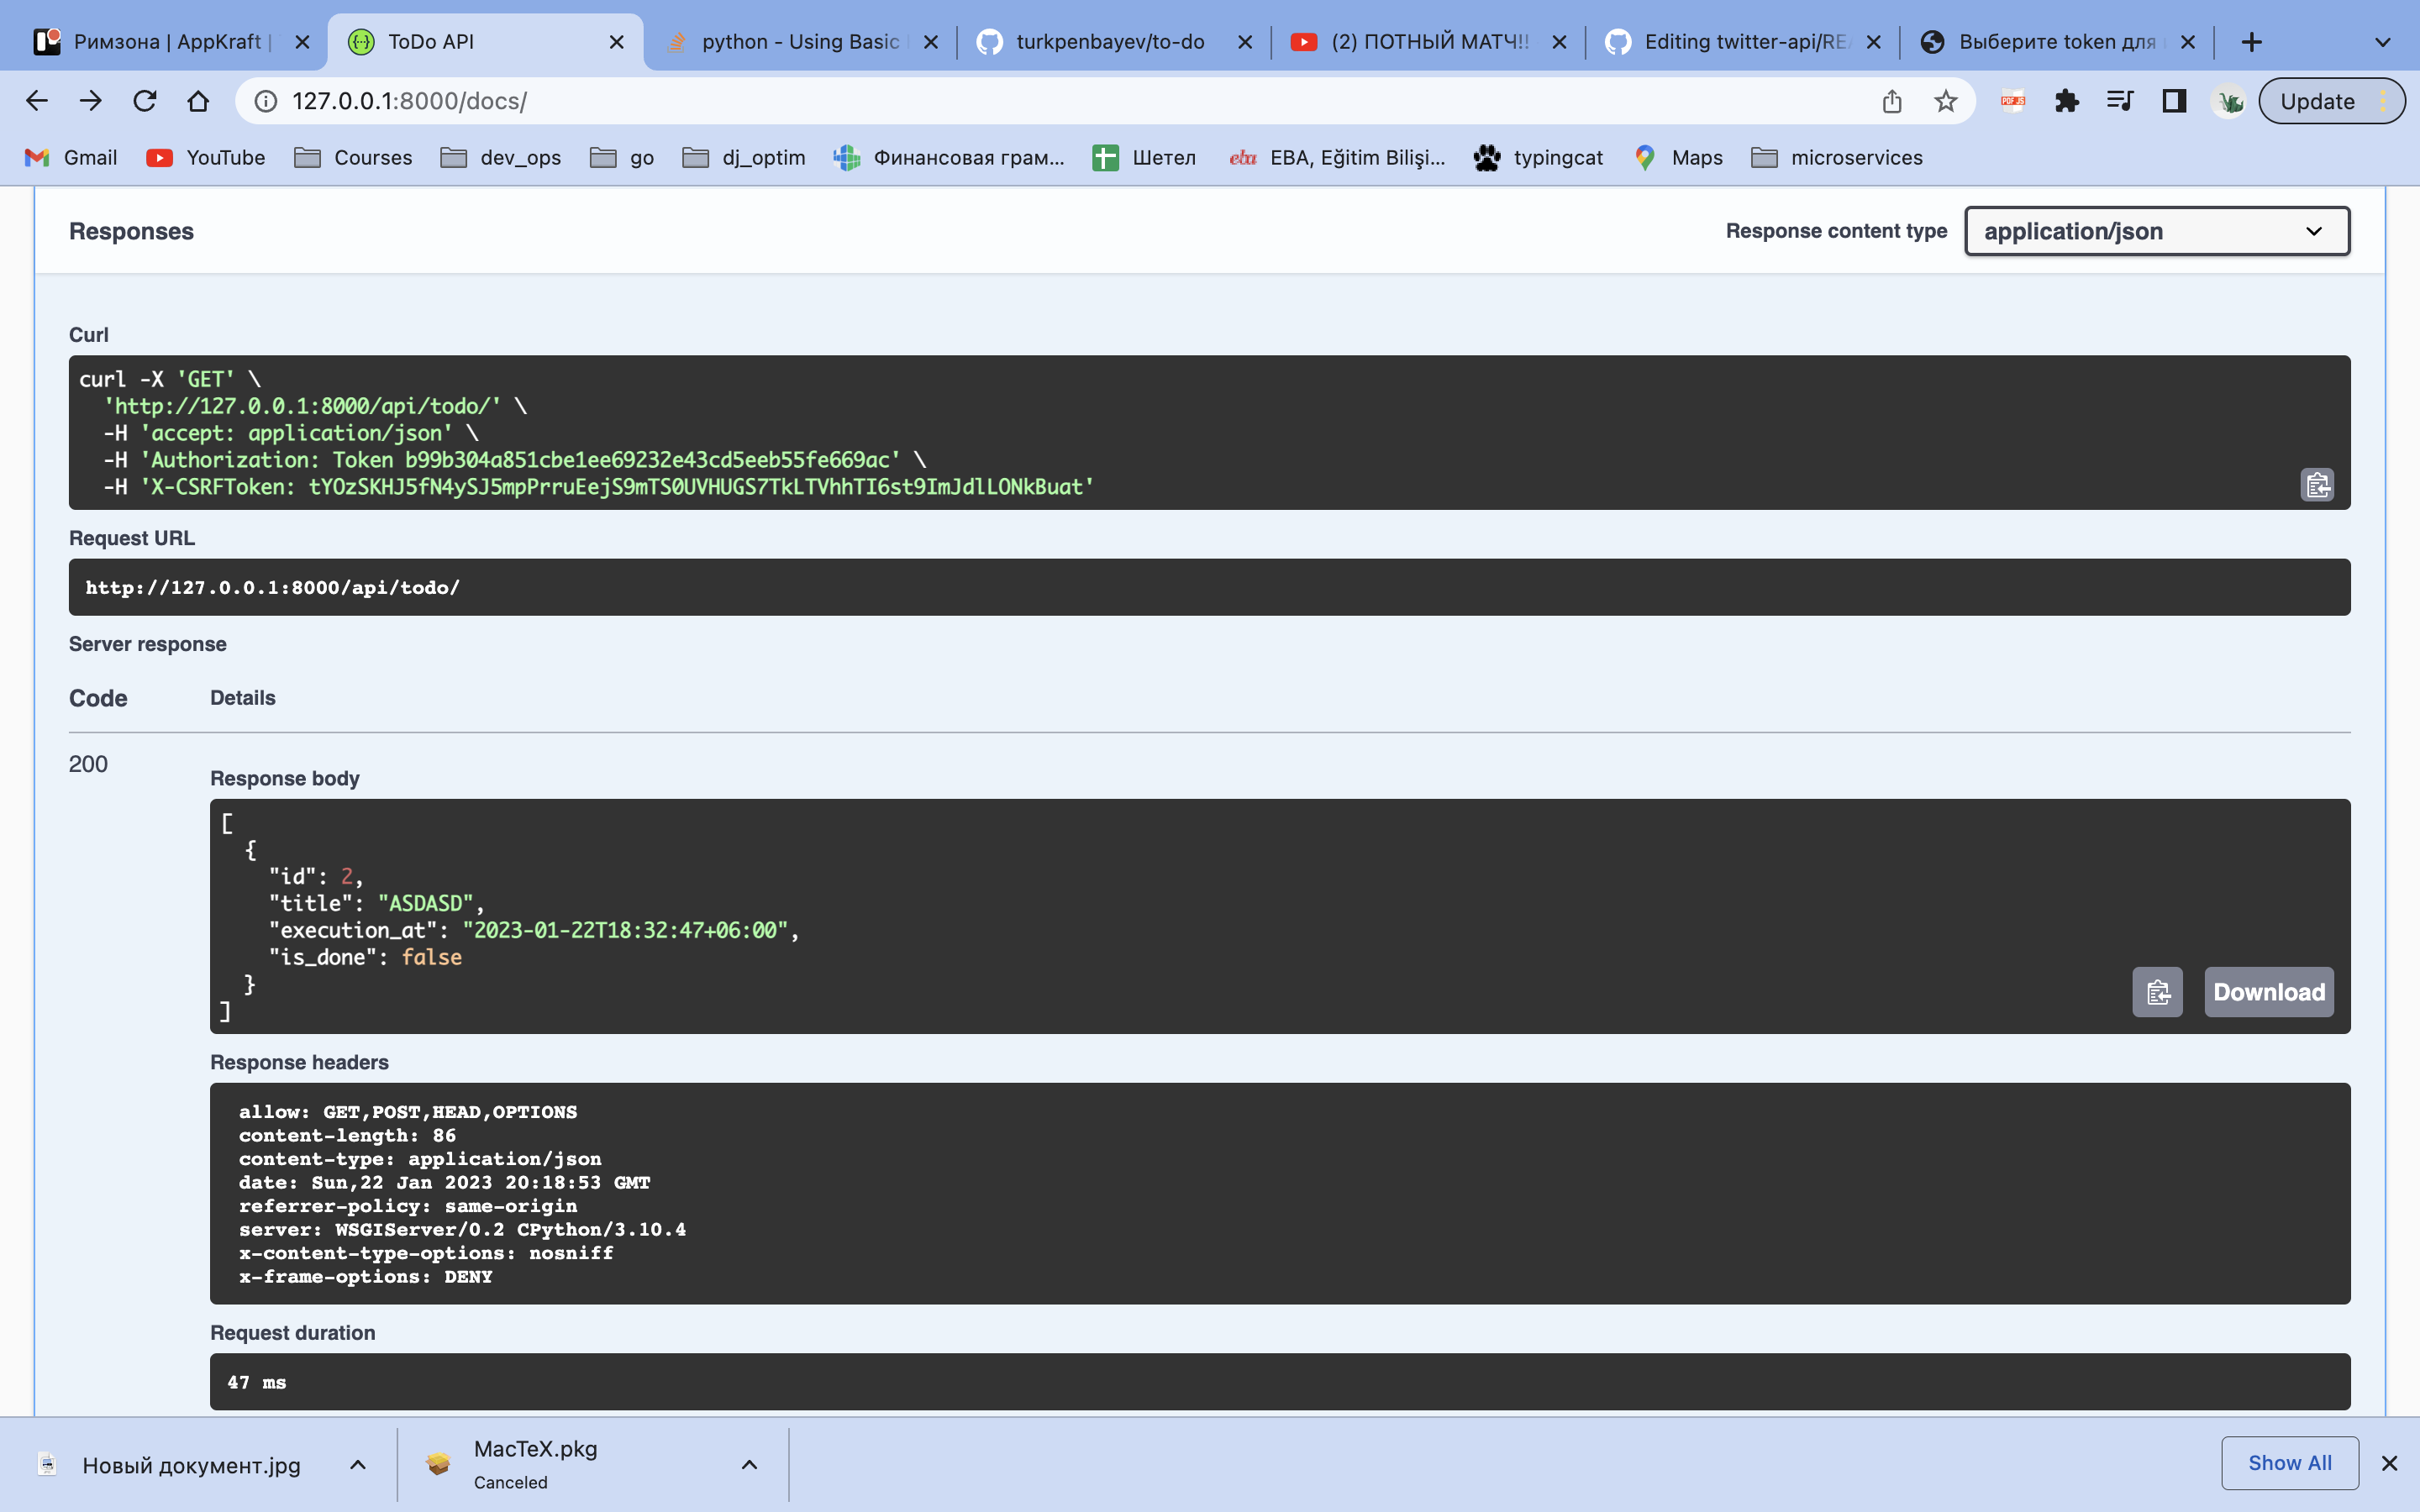 Римзона | AppKraft |
ToDo API
python - Using Basic
turkpenbayev/to-do
(2) ПОТНЫЙ МАТЧ!!
Editing twitter-api/REA
Выберите token для
127.0.0.1:8000/docs/
PDF JS
Update
Gmail
YouTube
Courses
dev_ops
go
dj_optim
Финансовая грам...
Шетел
eba
EBA, Eğitim Bilişi...
typingcat
Maps
microservices
Responses
Response content type
application/json
Curl
curl -X 'GET' \
'http://127.0.0.1:8000/api/todo/' \
-H 'accept: application/json' \
-H 'Authorization: Token b99b304a851cbe1ee69232e43cd5eeb55fe669ac' \
-H 'X-CSRFToken: tYOzSKHJ5fN4ySJ5mpPrruEejS9mTS0UVHUGS7TkLTVhhTI6st9ImJdlLONkBuat'
Request URL
http://127.0.0.1:8000/api/todo/
Server response
Code
Details
200
Response body
[
{
"id": 2,
"title": "ASDASD",
"execution_at": "2023-01-22T18:32:47+06:00",
"is_done": false
}
]
Download
Response headers
allow: GET,POST,HEAD,OPTIONS
content-length: 86
content-type: application/json
date: Sun,22 Jan 2023 20:18:53 GMT
referrer-policy: same-origin
server: WSGIServer/0.2 CPython/3.10.4
x-content-type-options: nosniff
x-frame-options: DENY
Request duration
47 ms
Новый документ.jpg
MacTeX.pkg
Canceled
Show All